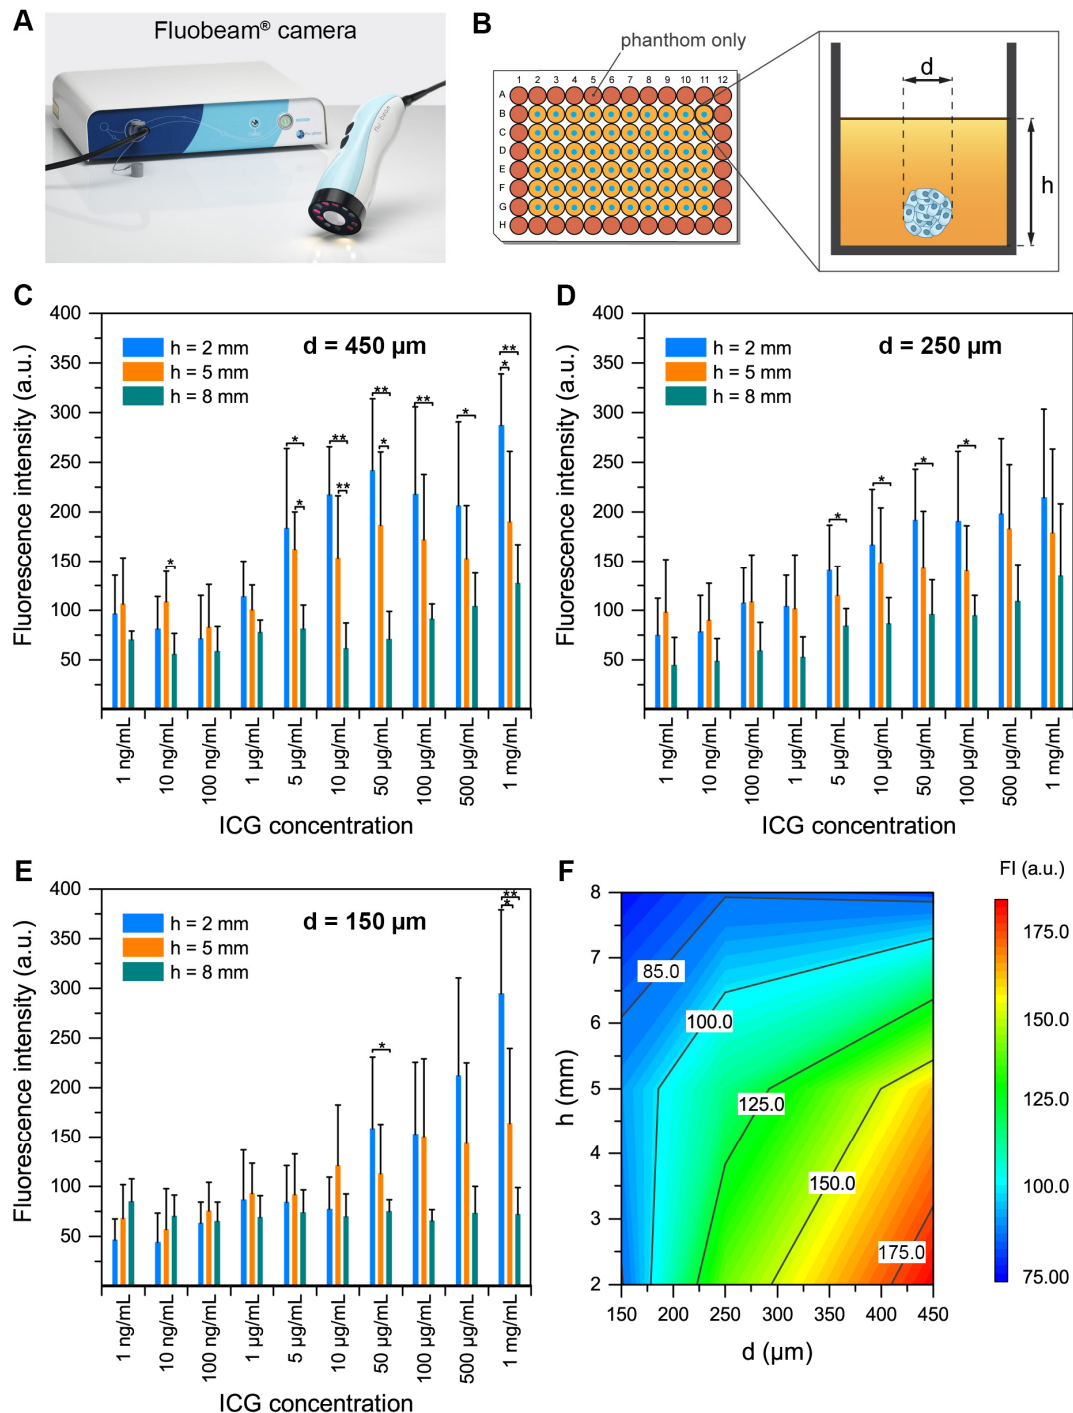 A
Fluobeam® camera
B
phanthom only
1 2 3 4 5 6 7 8 9 10 11 12
A
B
C
D
E
F
G
H
d
h
C
400
350
300
250
200
150
100
50
Fluorescence intensity (a.u.)
h = 2 mm
h = 5 mm
h = 8 mm
d = 450 µm
*
*
*
**
**
**
*
**
*
**
*
1 ng/mL
10 ng/mL
100 ng/mL
1 µg/mL
5 µg/mL
10 µg/mL
50 µg/mL
100 µg/mL
500 µg/mL
1 mg/mL
ICG concentration
D
400
350
300
250
200
150
100
50
Fluorescence intensity (a.u.)
h = 2 mm
h = 5 mm
h = 8 mm
d = 250 µm
*
*
*
*
1 ng/mL
10 ng/mL
100 ng/mL
1 µg/mL
5 µg/mL
10 µg/mL
50 µg/mL
100 µg/mL
500 µg/mL
1 mg/mL
ICG concentration
E
400
350
300
250
200
150
100
50
Fluorescence intensity (a.u.)
h = 2 mm
h = 5 mm
h = 8 mm
d = 150 µm
*
**
*
1 ng/mL
10 ng/mL
100 ng/mL
1 µg/mL
5 µg/mL
10 µg/mL
50 µg/mL
100 µg/mL
500 µg/mL
1 mg/mL
ICG concentration
F
FI (a.u.)
8
7
6
5
4
3
2
h (mm)
85.0
100.0
125.0
150.0
175.0
150 200 250 300 350 400 450
d (µm)
175.0
150.0
125.0
100.0
75.00